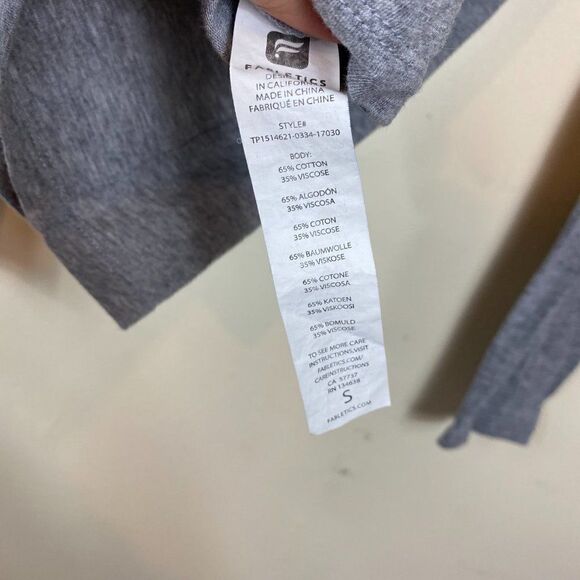 FABLETICS
DESIGNED
IN CALIFORNIA
MADE IN CHINA
FABRIQUÉ EN CHINE
STYLE#
TP1514621-0334-17030
BODY:
65% COTTON
35% VISCOSE
65% ALGODÓN
35% VISCOSA
65% COTON
35% VISCOSE
65% BAUMWOLLE
35% VISKOSE
65% COTONE
35% VISCOSA
65% KATOEN
35% VISKOOSI
65% BOMULD
35% VISCOSE
TO SEE MORE CARE
INSTRUCTIONS,VISIT
FABLETICS.COM/
CAREINSTRUCTIONS
CA 57737
RN 134638
S
FABLETICS.COM